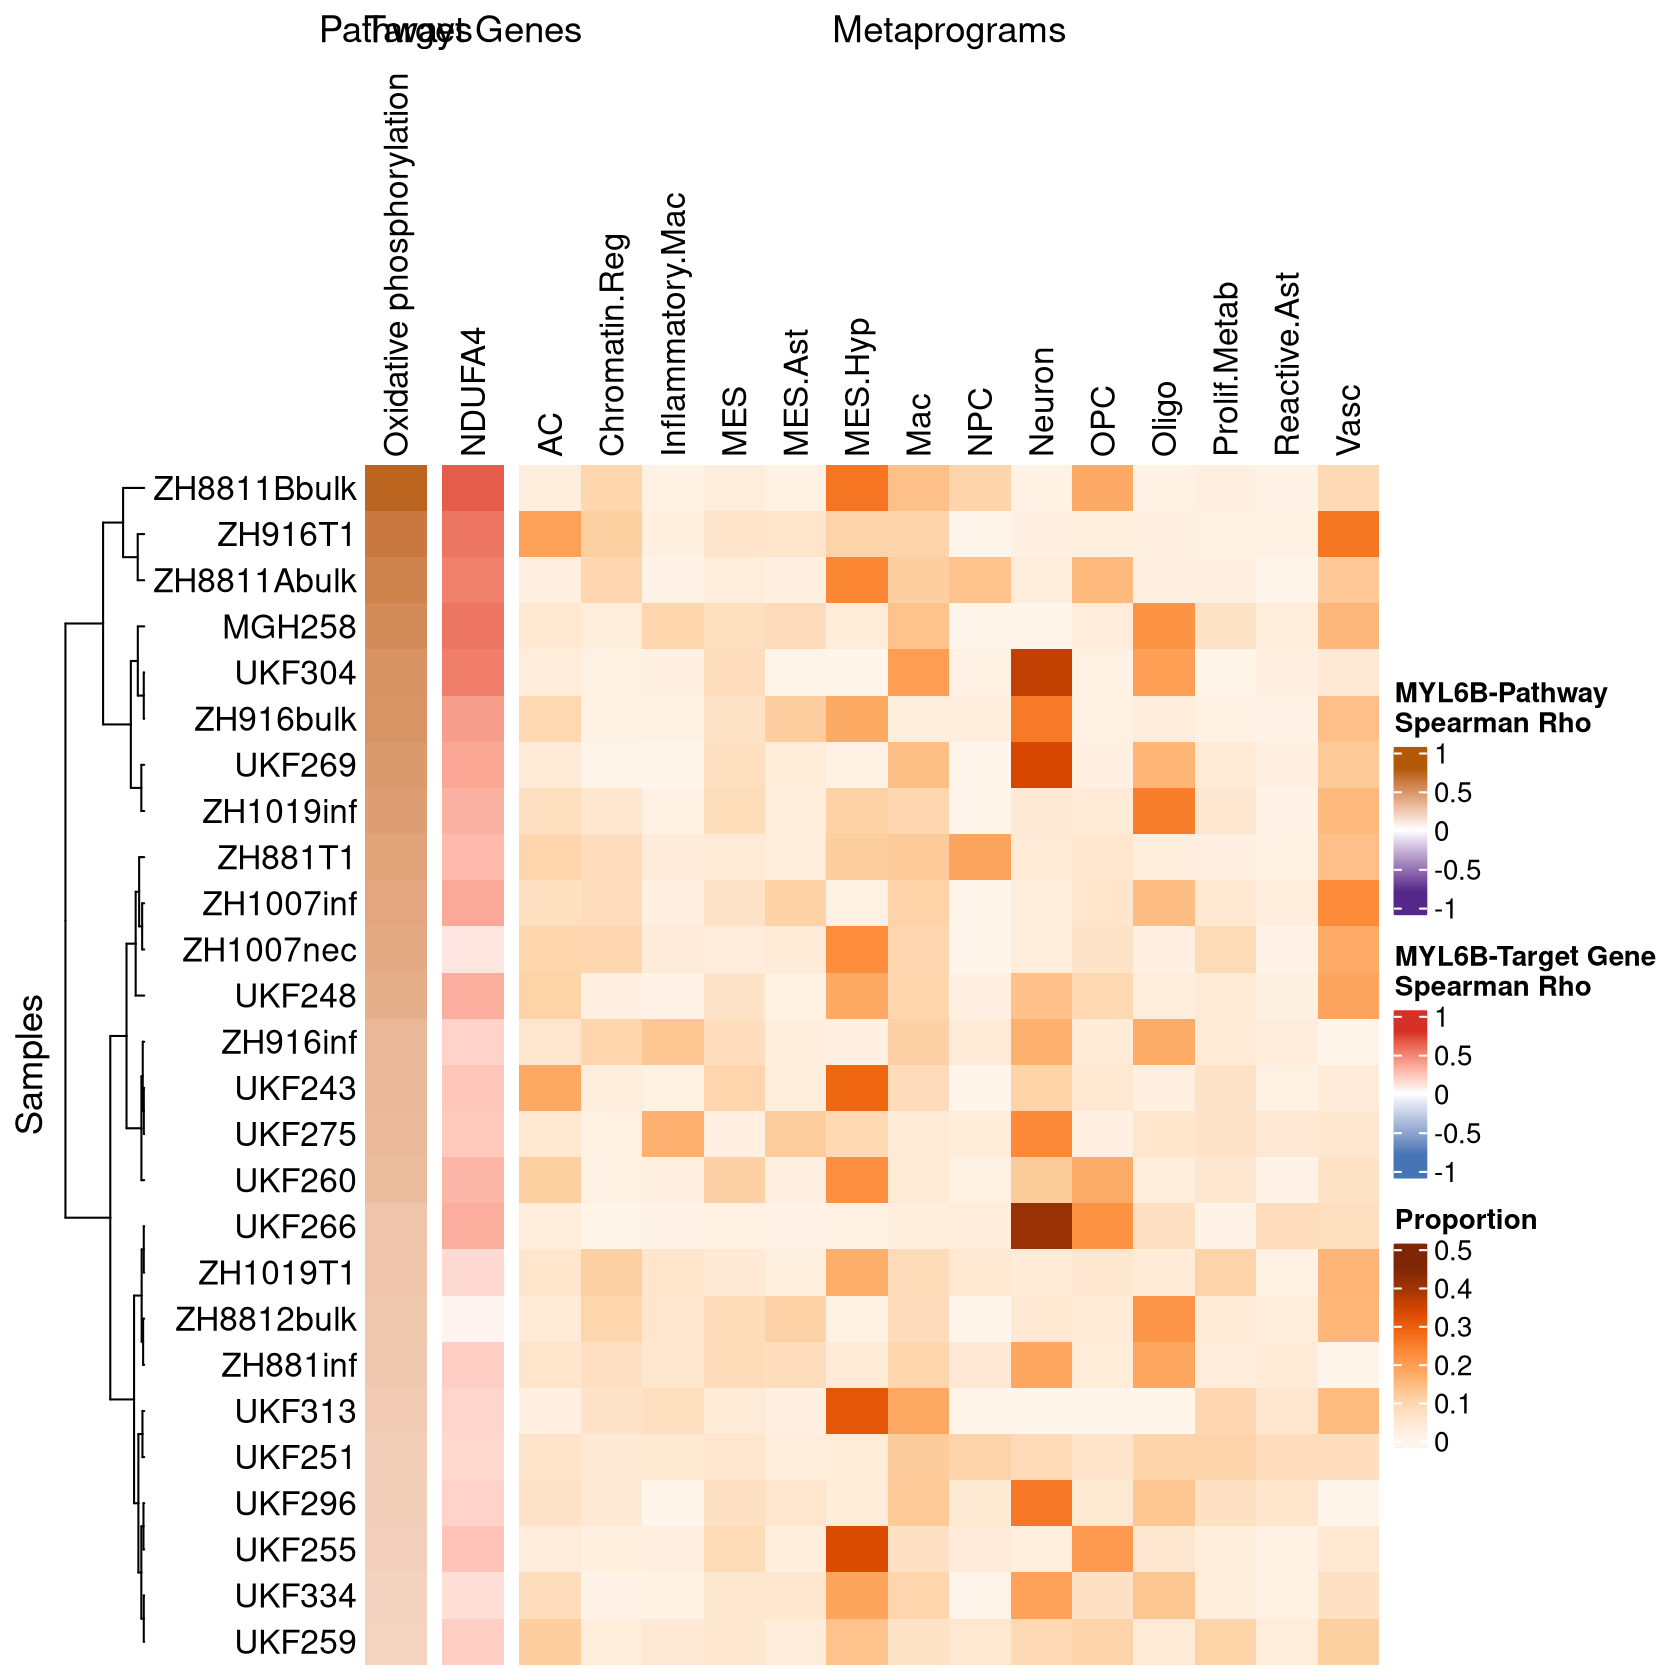 Pathways
Target Genes
Metaprograms
Oxidative phosphorylation
NDUFA4
AC
Chromatin.Reg
Inflammatory.Mac
MES
MES.Ast
MES.Hyp
Mac
NPC
Neuron
OPC
Oligo
Prolif.Metab
Reactive.Ast
Vasc
Samples
ZH8811Bbulk
ZH916T1
ZH8811Abulk
MGH258
UKF304
ZH916bulk
UKF269
ZH1019inf
ZH881T1
ZH1007inf
ZH1007nec
UKF248
ZH916inf
UKF243
UKF275
UKF260
UKF266
ZH1019T1
ZH8812bulk
ZH881inf
UKF313
UKF251
UKF296
UKF255
UKF334
UKF259
MYL6B-Pathway
Spearman Rho
1
0.5
0
-0.5
-1
MYL6B-Target Gene
Spearman Rho
1
0.5
0
-0.5
-1
Proportion
0.5
0.4
0.3
0.2
0.1
0